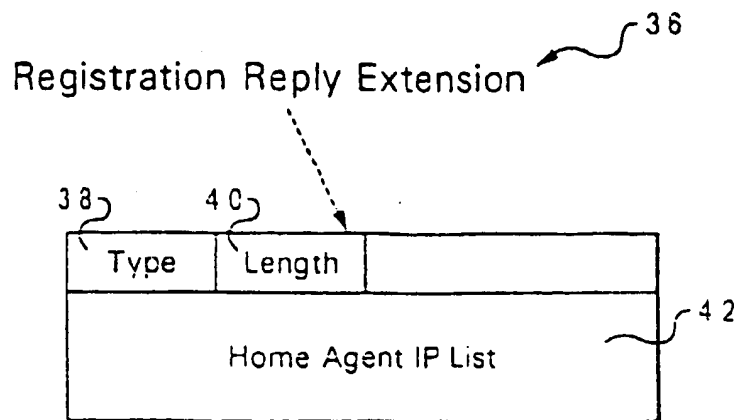 36
Registration Reply Extension
38 40
Type Length
42
Home Agent IP List